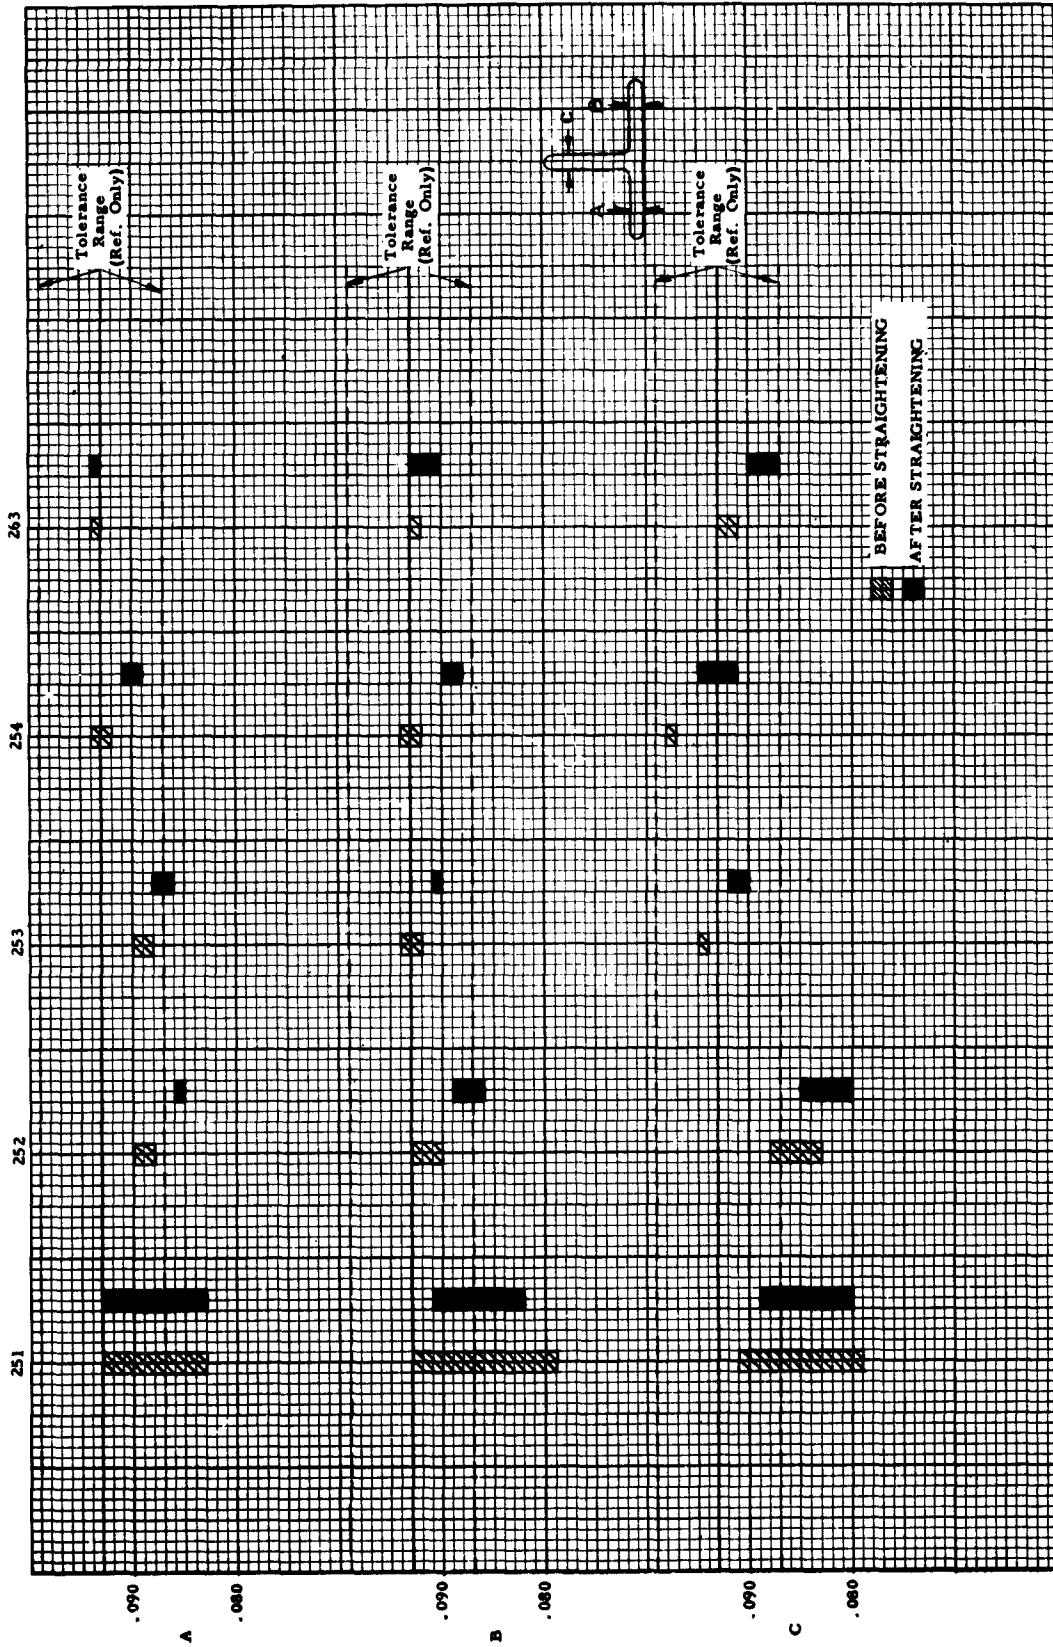 251
252
253
254
263
Tolerance
Range
(Ref. Only)
.090
.080
A
Tolerance
Range
(Ref. Only)
.090
.080
B
A
C
B
Tolerance
Range
(Ref. Only)
.090
.080
C
BEFORE STRAIGHTENING
AFTER STRAIGHTENING